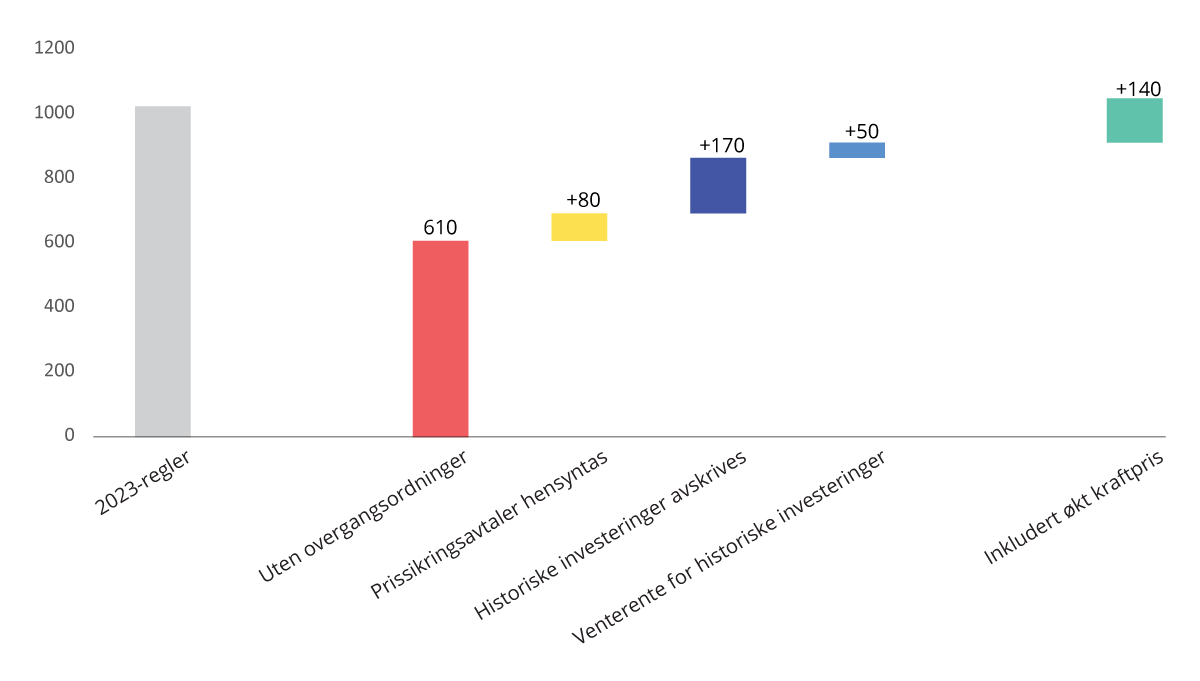 1200
1000
800
600
400
200
0
610
+80
+170
+50
+140
2023-regler
Uten overgangsordninger
Prissikringsavtaler hensyntas
Historiske investeringer avskrives
Venterente for historiske investeringer
Inkludert økt kraftpris